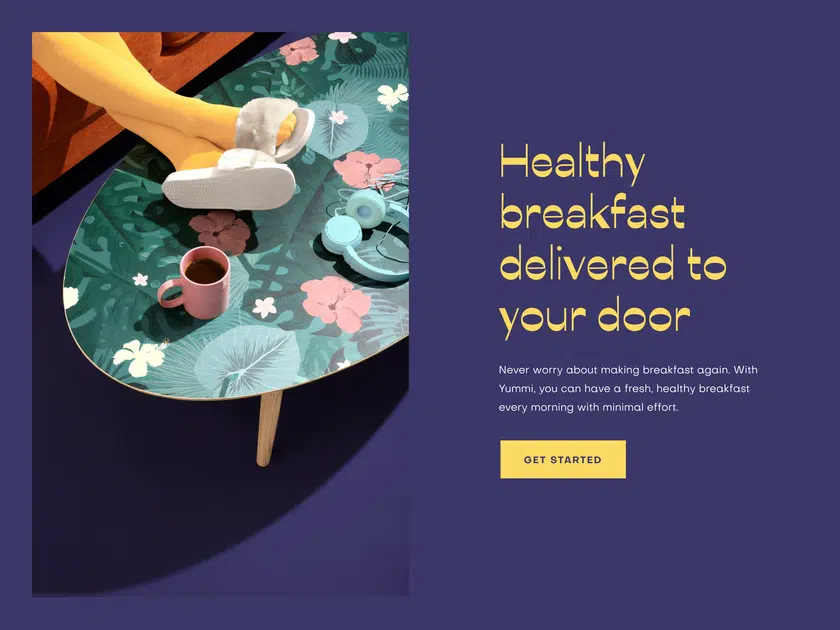 Healthy
breakfast
delivered to
your door
Never worry about making breakfast again. With
Yummi, you can have a fresh, healthy breakfast
every morning with minimal effort.
GET STARTED